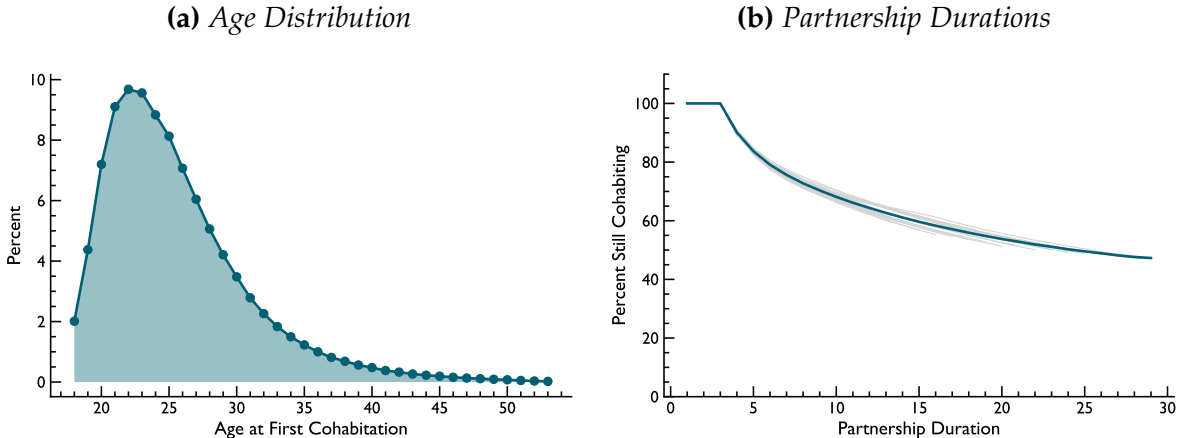 (a) Age Distribution
10
8
6
4
2
0
Percent
20 25 30 35 40 45 50
Age at First Cohabitation
(b) Partnership Durations
100
80
60
40
20
0
Percent Still Cohabiting
0 5 10 15 20 25 30
Partnership Duration